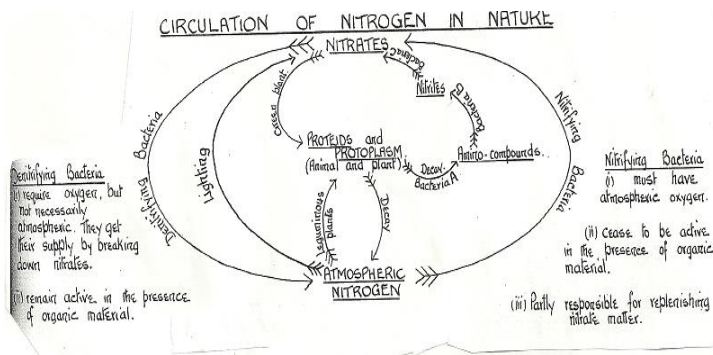 CIRCULATION OF NITROGEN IN NATURE
NITRATES
Bacteria C
Nitrites
Bacteria B
Green plant
PROTEIDS and
PROTOPLASM
(Animal and plant)
Decay
Bacteria A
Amino-compounds.
Leguminous
plants
Decay
ATMOSPHERIC
NITROGEN
Lighting
Denitrifying Bacteria
Nitrifying Bacteria
Denitrifying Bacteria
(i) require oxygen, but
not necessarily
atmospheric. They get
their supply by breaking
down nitrates.
(ii) remain active in the presence
of organic material.
Nitrifying Bacteria
(i) must have
atmospheric oxygen.
(ii) cease to be active
in the presence of organic
material.
(iii) Partly responsible for replenishing
nitrate matter.